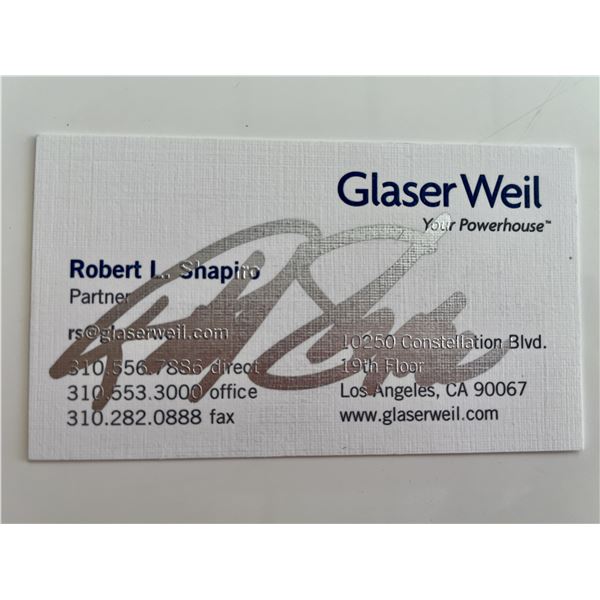 Glaser Weil
Your Powerhouse™
Robert L. Shapiro
Partner
rs@glaserweil.com
310.556.7886 direct
310.553.3000 office
310.282.0888 fax
10250 Constellation Blvd.
19th Floor
Los Angeles, CA 90067
www.glaserweil.com